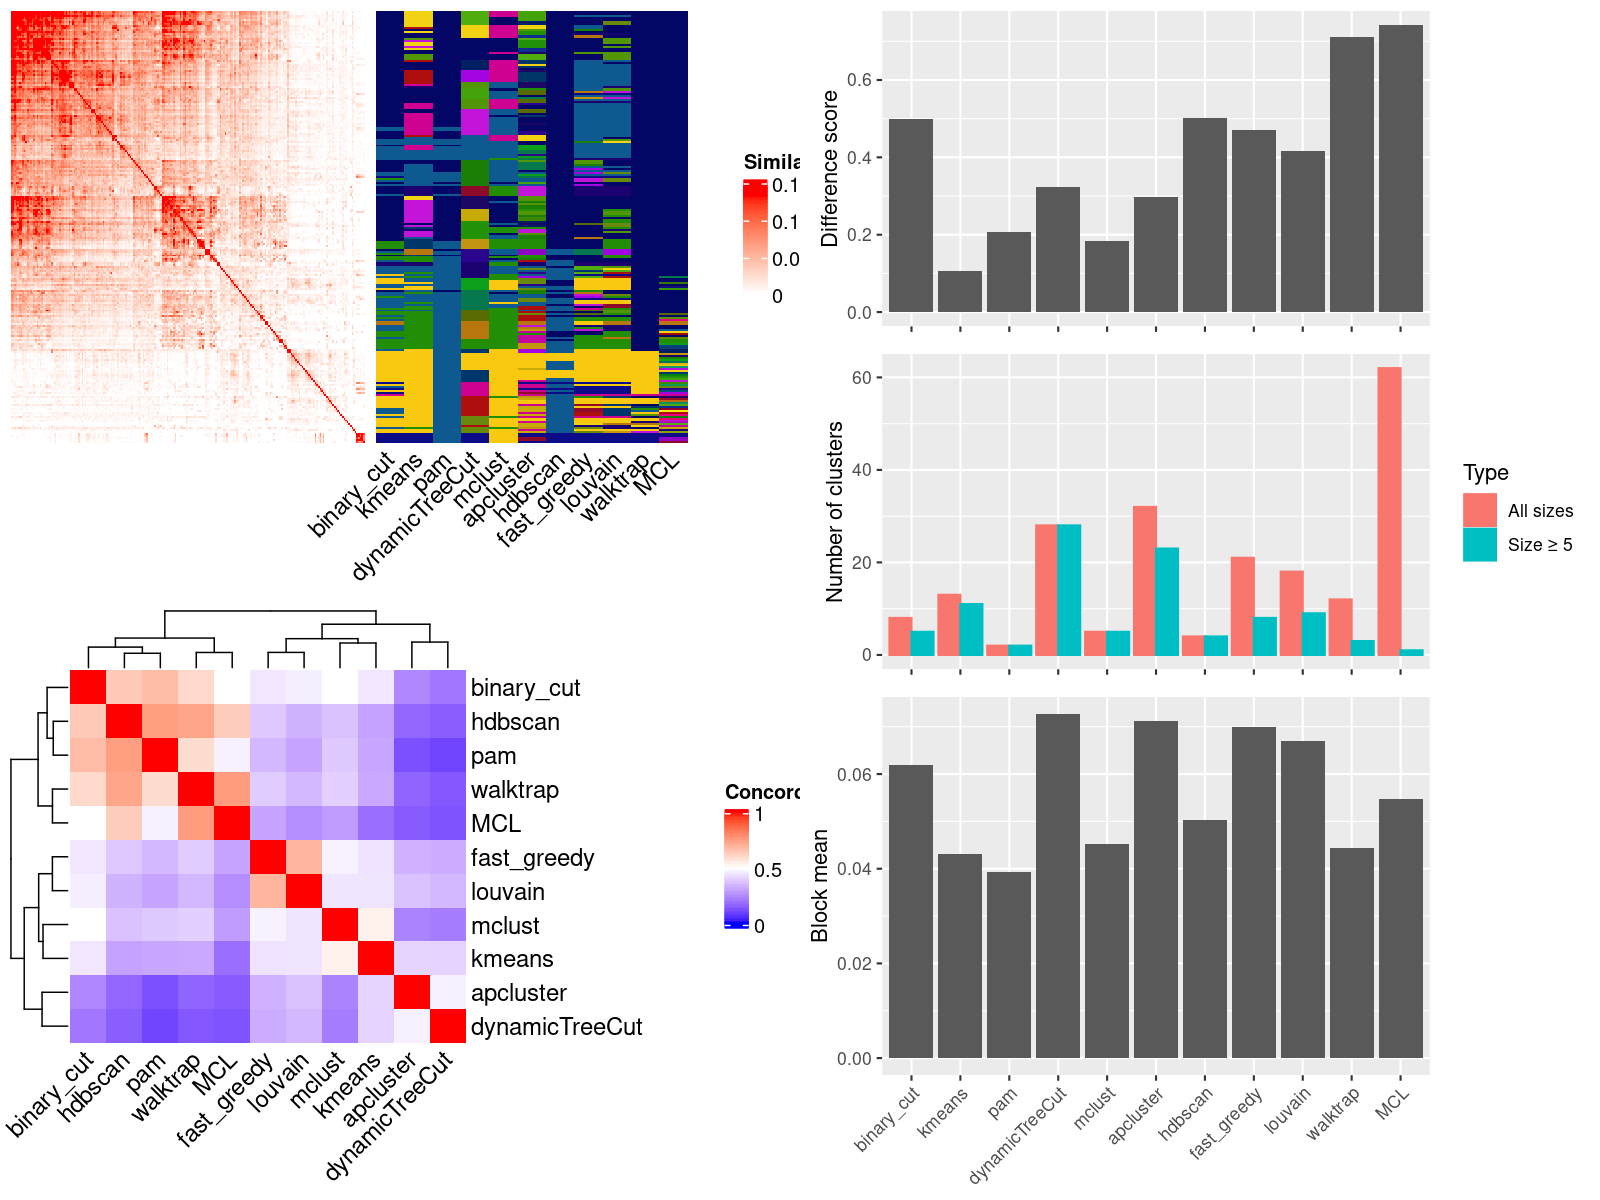 Simila
0.1
0.1
0.0
0
binary_cut
kmeans
pam
dynamicTreeCut
mclust
apcluster
hdbscan
fast_greedy
louvain
walktrap
MCL
binary_cut
hdbscan
pam
walktrap
MCL
fast_greedy
louvain
mclust
kmeans
apcluster
dynamicTreeCut
binary_cut
hdbscan
pam
walktrap
MCL
fast_greedy
louvain
mclust
kmeans
apcluster
dynamicTreeCut
Concorc
1
0.5
0
Difference score
0.6
0.4
0.2
0.0
Number of clusters
60
40
20
0
Type
All sizes
Size ≥ 5
Block mean
0.06
0.04
0.02
0.00
binary_cut
kmeans
pam
dynamicTreeCut
mclust
apcluster
hdbscan
fast_greedy
louvain
walktrap
MCL